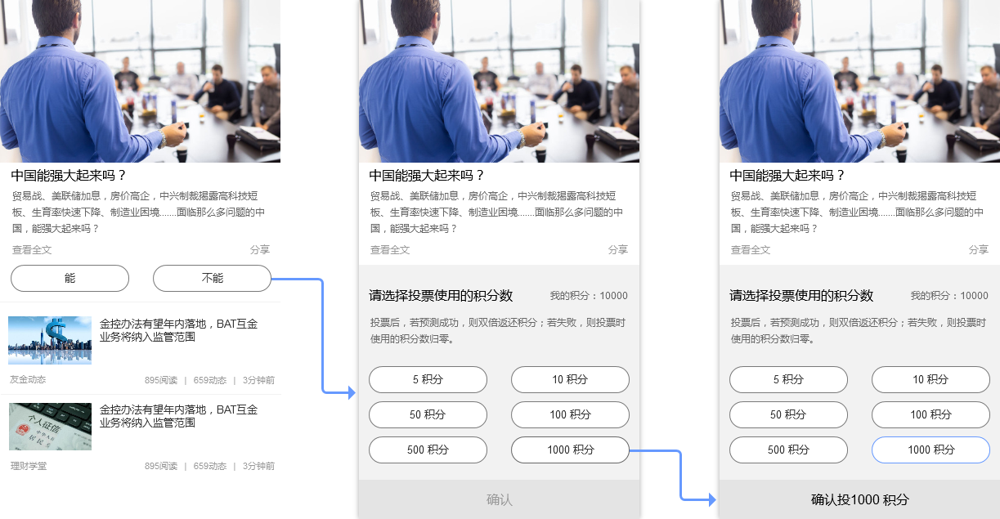 中国能强大起来吗？
贸易战、美联储加息，房价高企，中兴制裁揭露高科技短
板、生育率快速下降、制造业困境.......面临那么多问题的中
国，能强大起来吗？
查看全文 分享
能 不能
金控办法有望年内落地，BAT互金
业务将纳入监管范围
友金动态 895阅读 | 659动态 | 3分钟前
个人征信
中华人
居民
金控办法有望年内落地，BAT互金
业务将纳入监管范围
理财学堂 895阅读 | 659动态 | 3分钟前
中国能强大起来吗？
贸易战、美联储加息，房价高企，中兴制裁揭露高科技短
板、生育率快速下降、制造业困境.......面临那么多问题的中
国，能强大起来吗？
查看全文 分享
请选择投票使用的积分数 我的积分：10000
投票后，若预测成功，则双倍返还积分；若失败，则投票时
使用的积分数归零。
5 积分 10 积分
50 积分 100 积分
500 积分 1000 积分
确认
中国能强大起来吗？
贸易战、美联储加息，房价高企，中兴制裁揭露高科技短
板、生育率快速下降、制造业困境.......面临那么多问题的中
国，能强大起来吗？
查看全文 分享
请选择投票使用的积分数 我的积分：10000
投票后，若预测成功，则双倍返还积分；若失败，则投票时
使用的积分数归零。
5 积分 10 积分
50 积分 100 积分
500 积分 1000 积分
确认投1000 积分